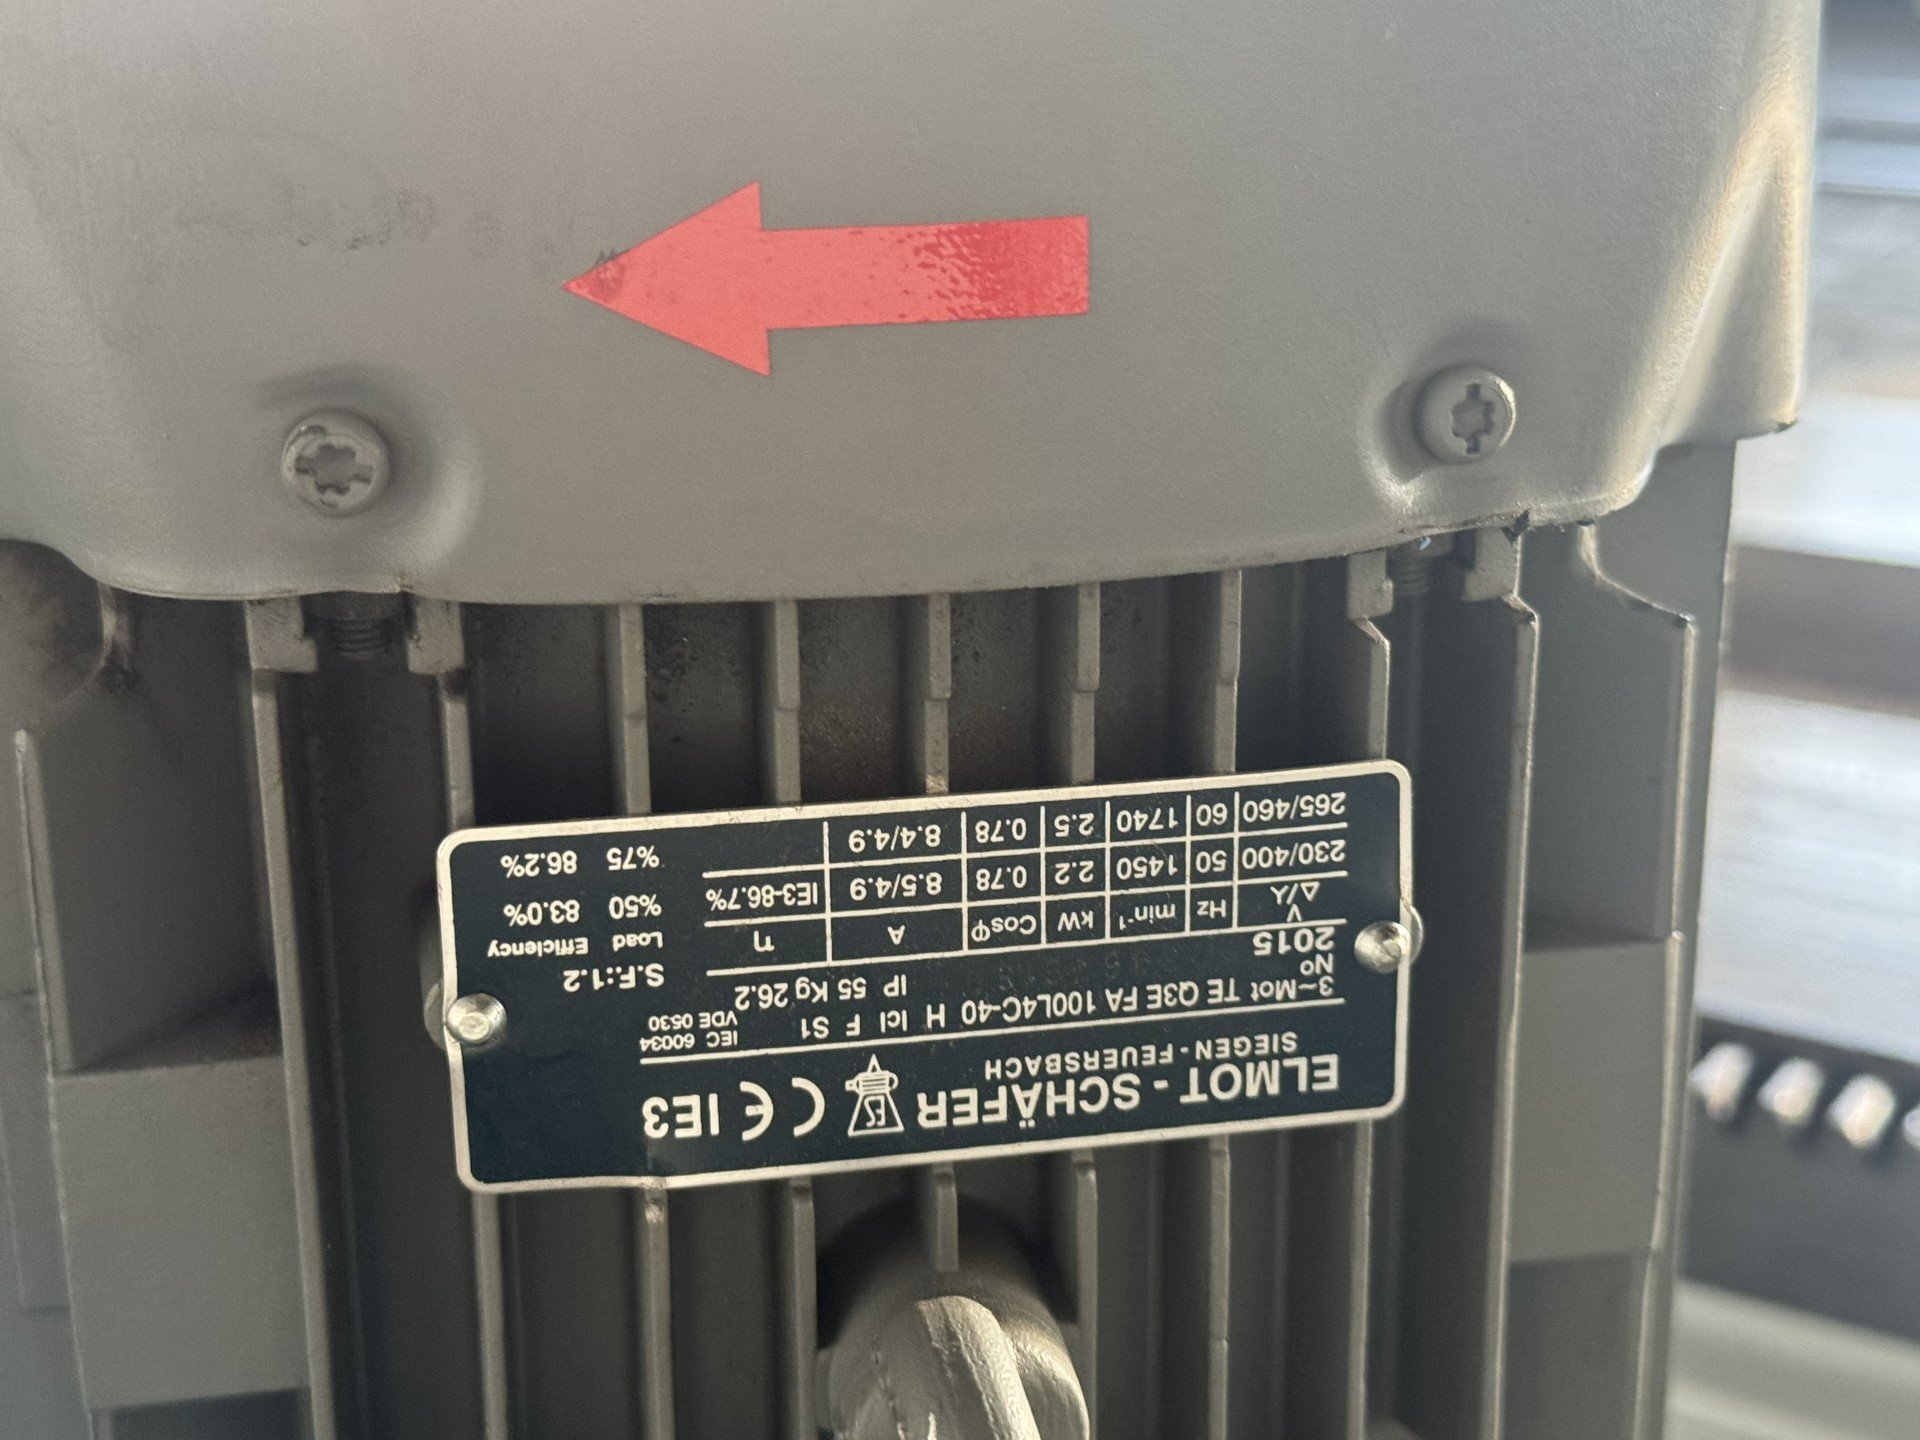 ELMOT - SCHÄFER ES CE IE3
SIEGEN - FEUERSBACH
IEC 60034
VDE 0530
3~Mot TE Q3E FA 100L4C-40 H Icl F S1
No IP 55 Kg 26.2
2015
V Δ/⅄ Hz min⁻¹ kW CosΦ A η
230/400 50 1450 2.2 0.78 8.5/4.9 IE3-86.7%
265/460 60 1740 2.5 0.78 8.4/4.9
S.F.:1.2
Load Efficiency
%50 83.0%
%75 86.2%